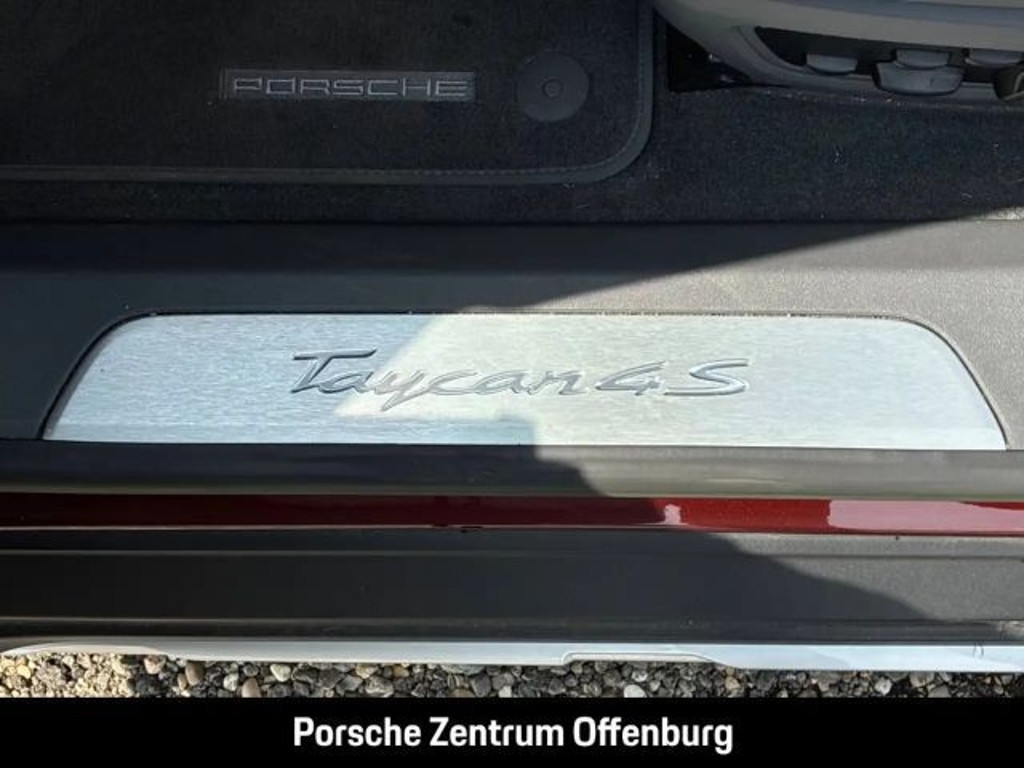 PORSCHE
Taycan 4S
Porsche Zentrum Offenburg